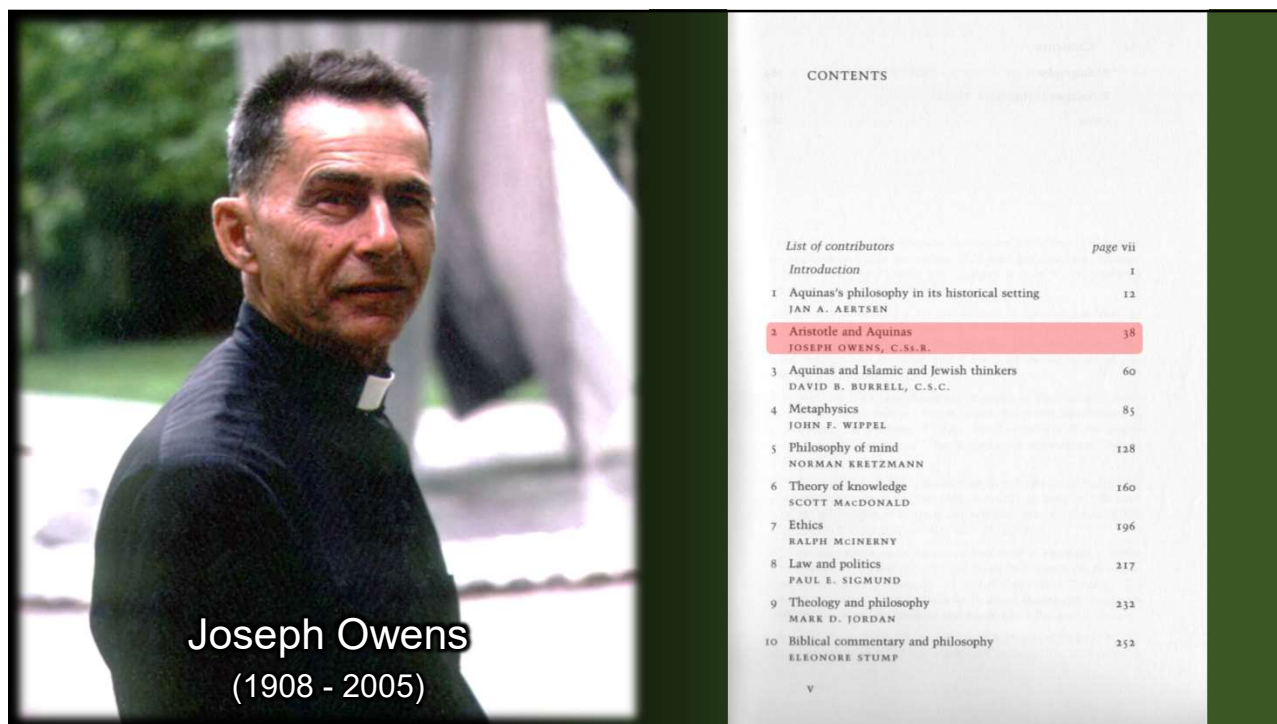 Joseph Owens
(1908 - 2005)
CONTENTS
List of contributors page vii
Introduction 1
1 Aquinas's philosophy in its historical setting 12
JAN A. AERTSEN
2 Aristotle and Aquinas 38
JOSEPH OWENS, C.Ss.R.
3 Aquinas and Islamic and Jewish thinkers 60
DAVID B. BURRELL, C.S.C.
4 Metaphysics 85
JOHN F. WIPPEL
5 Philosophy of mind 128
NORMAN KRETZMANN
6 Theory of knowledge 160
SCOTT MACDONALD
7 Ethics 196
RALPH MCINERNY
8 Law and politics 217
PAUL E. SIGMUND
9 Theology and philosophy 232
MARK D. JORDAN
10 Biblical commentary and philosophy 252
ELEONORE STUMP
V